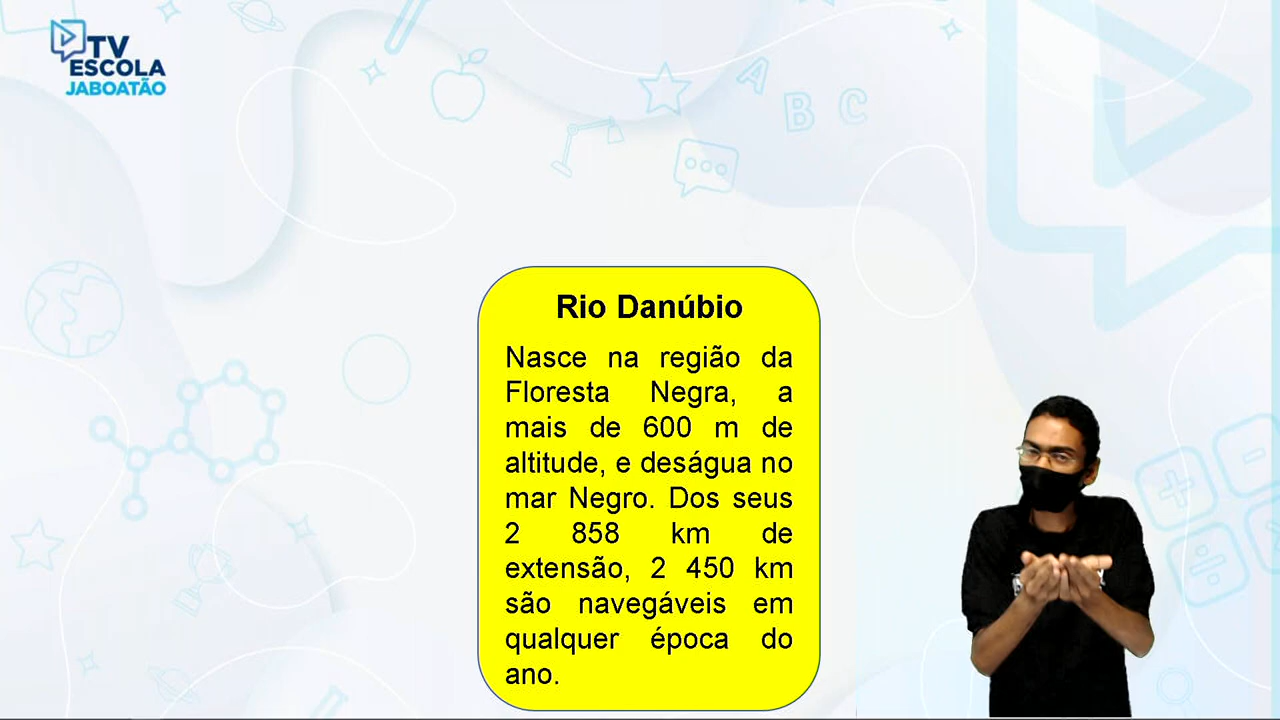 TV
ESCOLA
JABOATÃO
A
B
C
Rio Danúbio
Nasce na região da
Floresta Negra, a
mais de 600 m de
altitude, e deságua no
mar Negro. Dos seus
2 858 km de
extensão, 2 450 km
são navegáveis em
qualquer época do
ano.